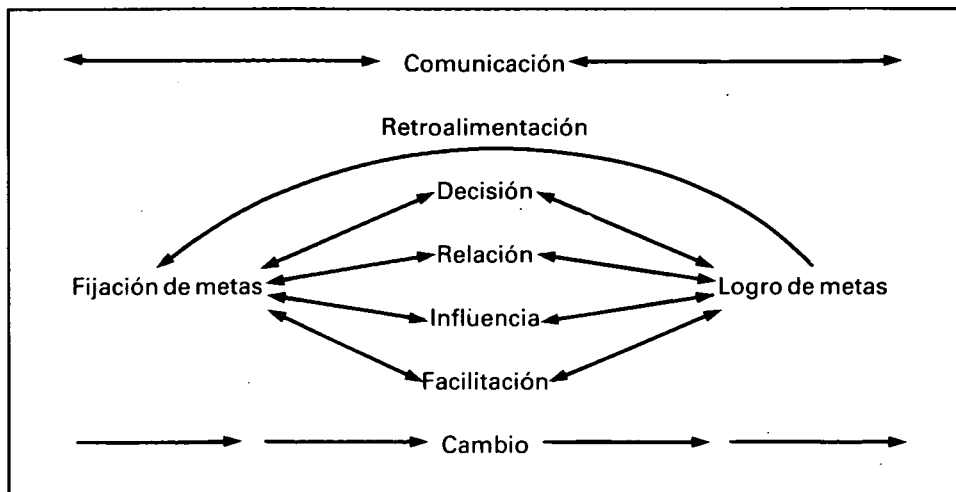 Comunicación
Retroalimentación
Decisión
Relación
Fijación de metas
Logro de metas
Influencia
Facilitación
Cambio